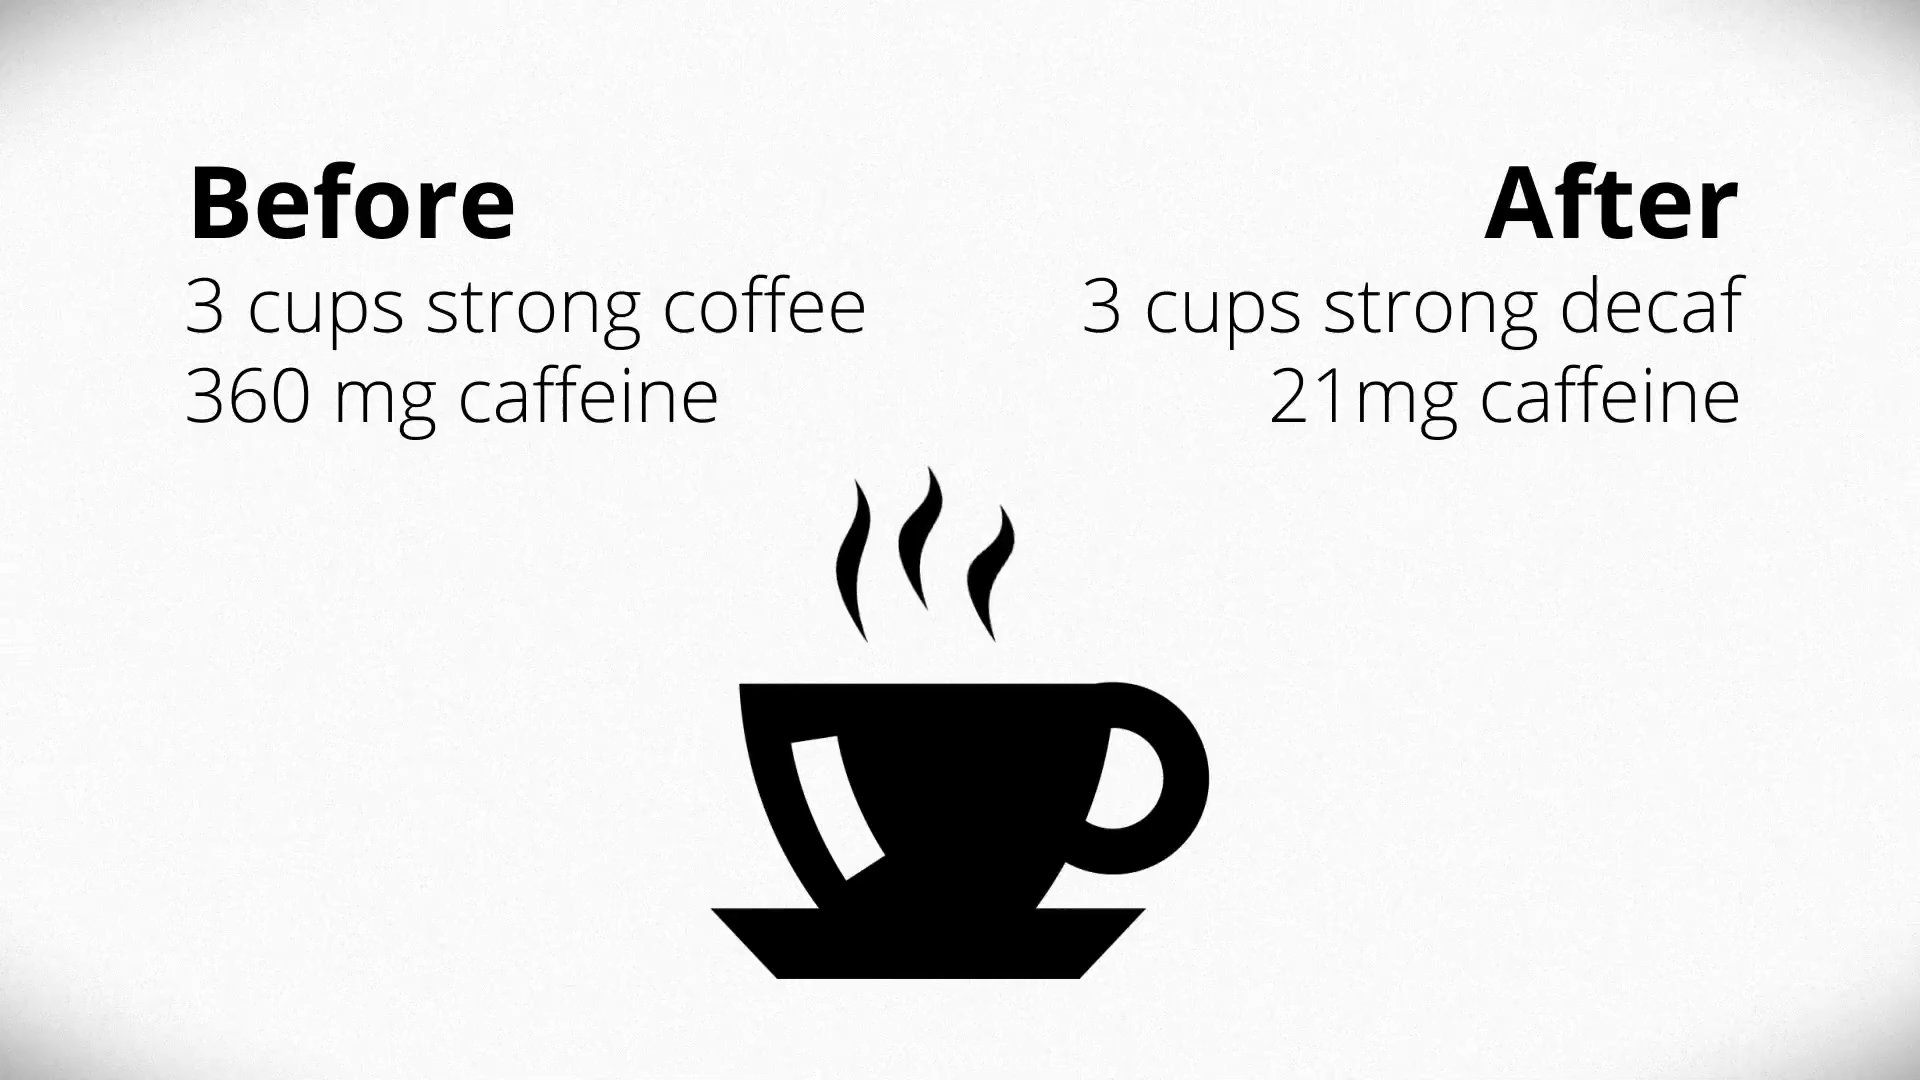 Before
3 cups strong coffee
360 mg caffeine
After
3 cups strong decaf
21mg caffeine